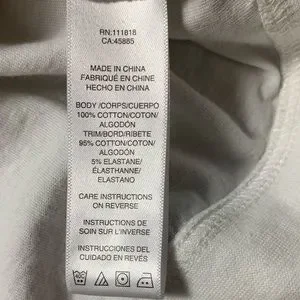 RN:111818
CA:45885
MADE IN CHINA
FABRIQUÉ EN CHINE
HECHO EN CHINA
BODY/CORPS/CUERPO
100% COTTON/COTON/
ALGODÓN
TRIM/BORD/RIBETE
95% COTTON/COTON/
ALGODÓN
5% ELASTANE/
ÉLASTHANNE/
ELASTANO
CARE INSTRUCTIONS
ON REVERSE
INSTRUCTIONS DE
SOIN SUR L'INVERSE
INSTRUCCIONES DEL
CUIDADO EN REVÉS